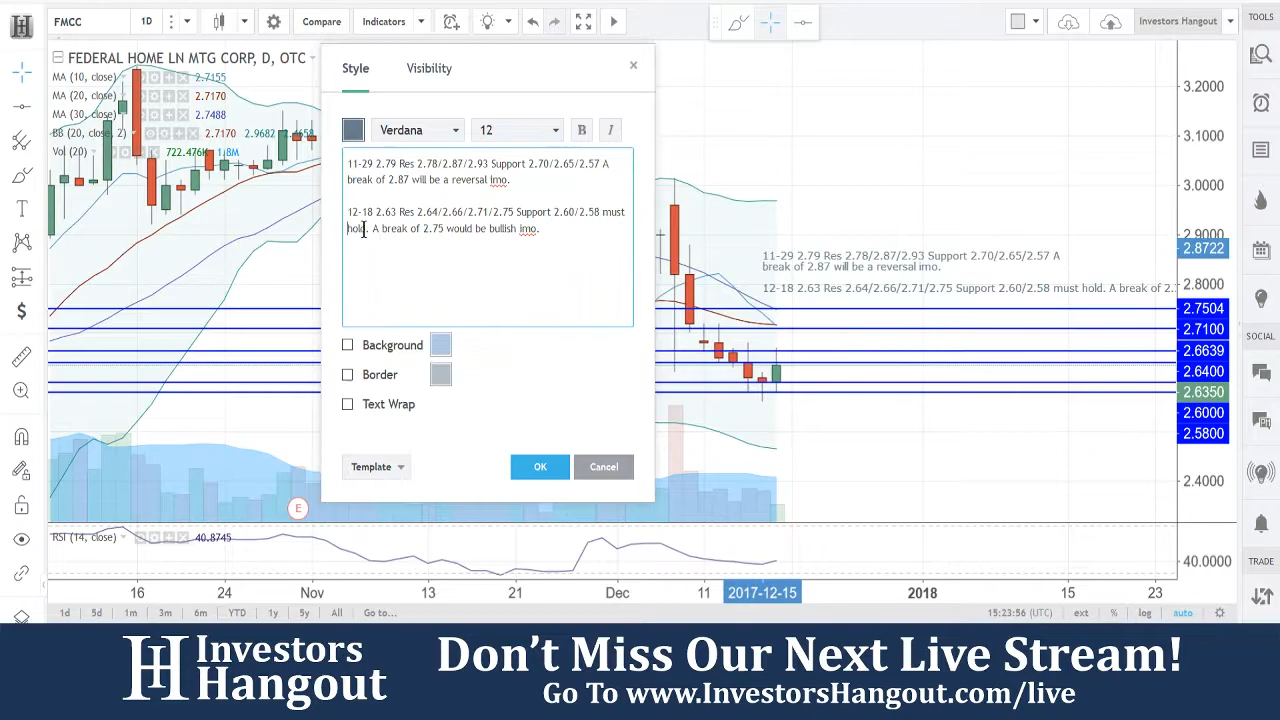 FMCC
1D
Compare
Indicators
Investors Hangout
TOOLS
FEDERAL HOME LN MTG CORP, D, OTC
MA (10, close)
2.7155
MA (20, close)
2.7170
MA (30, close)
2.7488
BB (20, close, 2)
2.7170
2.9682
2.4658
Vol (20)
722.476K
1.8M
Style
Visibility
Verdana
12
B
I
11-29 2.79 Res 2.78/2.87/2.93 Support 2.70/2.65/2.57 A
break of 2.87 will be a reversal imo.
12-18 2.63 Res 2.64/2.66/2.71/2.75 Support 2.60/2.58 must
hold. A break of 2.75 would be bullish imo.
Background
Border
Text Wrap
Template
OK
Cancel
11-29 2.79 Res 2.78/2.87/2.93 Support 2.70/2.65/2.57 A
break of 2.87 will be a reversal imo.
12-18 2.63 Res 2.64/2.66/2.71/2.75 Support 2.60/2.58 must hold. A break of 2.7
3.2000
3.1000
3.0000
2.9000
2.8722
2.8000
2.7504
2.7100
2.6639
2.6400
2.6350
2.6000
2.5800
2.4000
40.0000
SOCIAL
TRADE
E
RSI (14, close)
40.8745
16
24
Nov
13
21
Dec
11
2017-12-15
2018
15
23
1d
5d
1m
3m
6m
YTD
1y
5y
All
Go to...
15:23:56 (UTC)
ext
%
log
auto
H
Investors
Hangout
Don't Miss Our Next Live Stream!
Go To www.InvestorsHangout.com/live